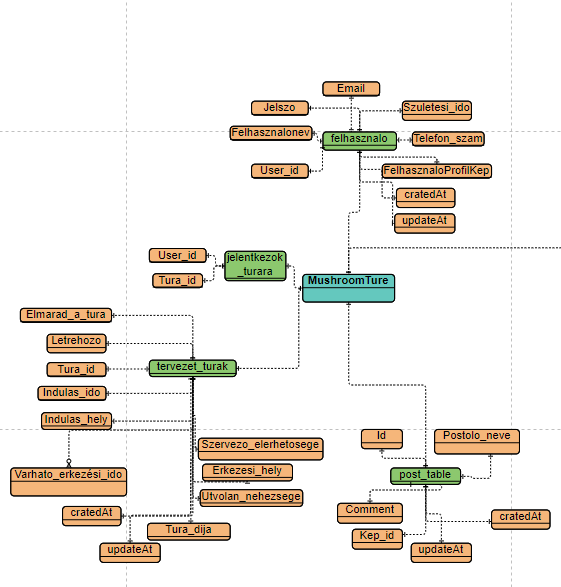 Email
Jelszo
Szuletesi_ido
Felhasznalonev
felhasznalo
Telefon_szam
User_id
FelhasznaloProfilKep
cratedAt
updateAt
User_id
jelentkezok
_turara
Tura_id
MushroomTure
Elmarad_a_tura
Letrehozo
Tura_id
tervezet_turak
Indulas_ido
Indulas_hely
Szervezo_elerhetosege
Varhato_erkezési_ido
Erkezesi_hely
Utvolan_nehezsege
cratedAt
Tura_dija
updateAt
Id
Postolo_neve
post_table
Comment
cratedAt
Kep_id
updateAt